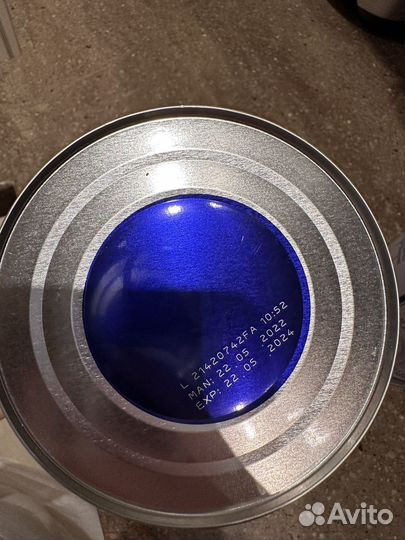 L 21420742FA 10:52
MAN: 22 . 05 . 2022
EXP: 22 . 05 . 2024
Avito